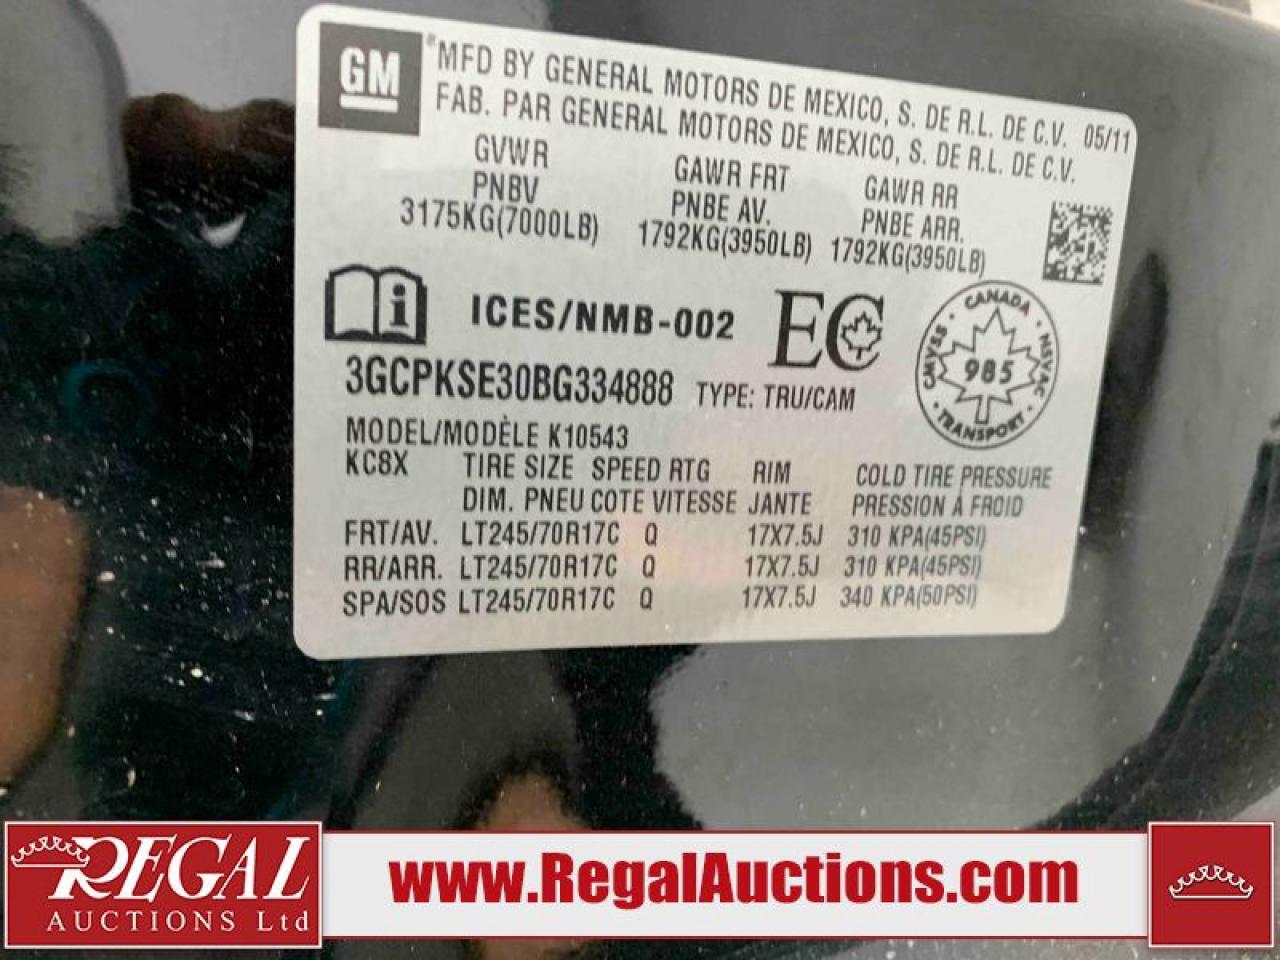 GM
*MFD BY GENERAL MOTORS DE MEXICO, S. DE R.L. DE C.V. 05/11
FAB. PAR GENERAL MOTORS DE MEXICO, S. DE R.L. DE C.V.
GVWR GAWR FRT GAWR RR
PNBV PNBE AV. PNBE ARR.
3175KG(7000LB) 1792KG(3950LB) 1792KG(3950LB)
i ICES/NMB-002 EC
CANADA
CMVSS 985 NSVAC
TRANSPORT
3GCPKSE30BG334888 TYPE: TRU/CAM
MODEL/MODÈLE K10543
KC8X TIRE SIZE SPEED RTG RIM COLD TIRE PRESSURE
DIM. PNEU COTE VITESSE JANTE PRESSION À FROID
FRT/AV. LT245/70R17C Q 17X7.5J 310 KPA(45PSI)
RR/ARR. LT245/70R17C Q 17X7.5J 310 KPA(45PSI)
SPA/SOS LT245/70R17C Q 17X7.5J 340 KPA(50PSI)
REGAL
AUCTIONS Ltd
www.RegalAuctions.com